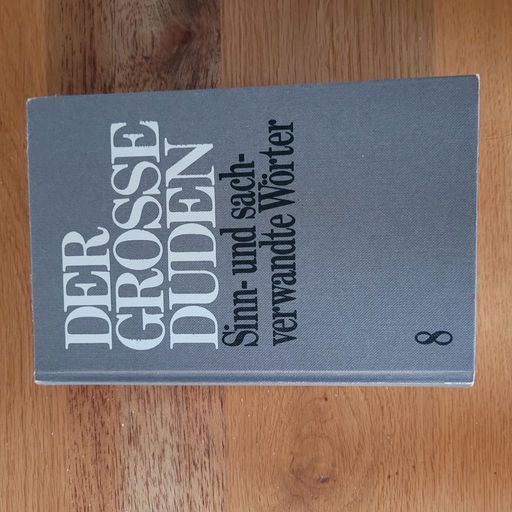 DER
GROSSE
DUDEN
Sinn- und sach-
verwandte Wörter
8